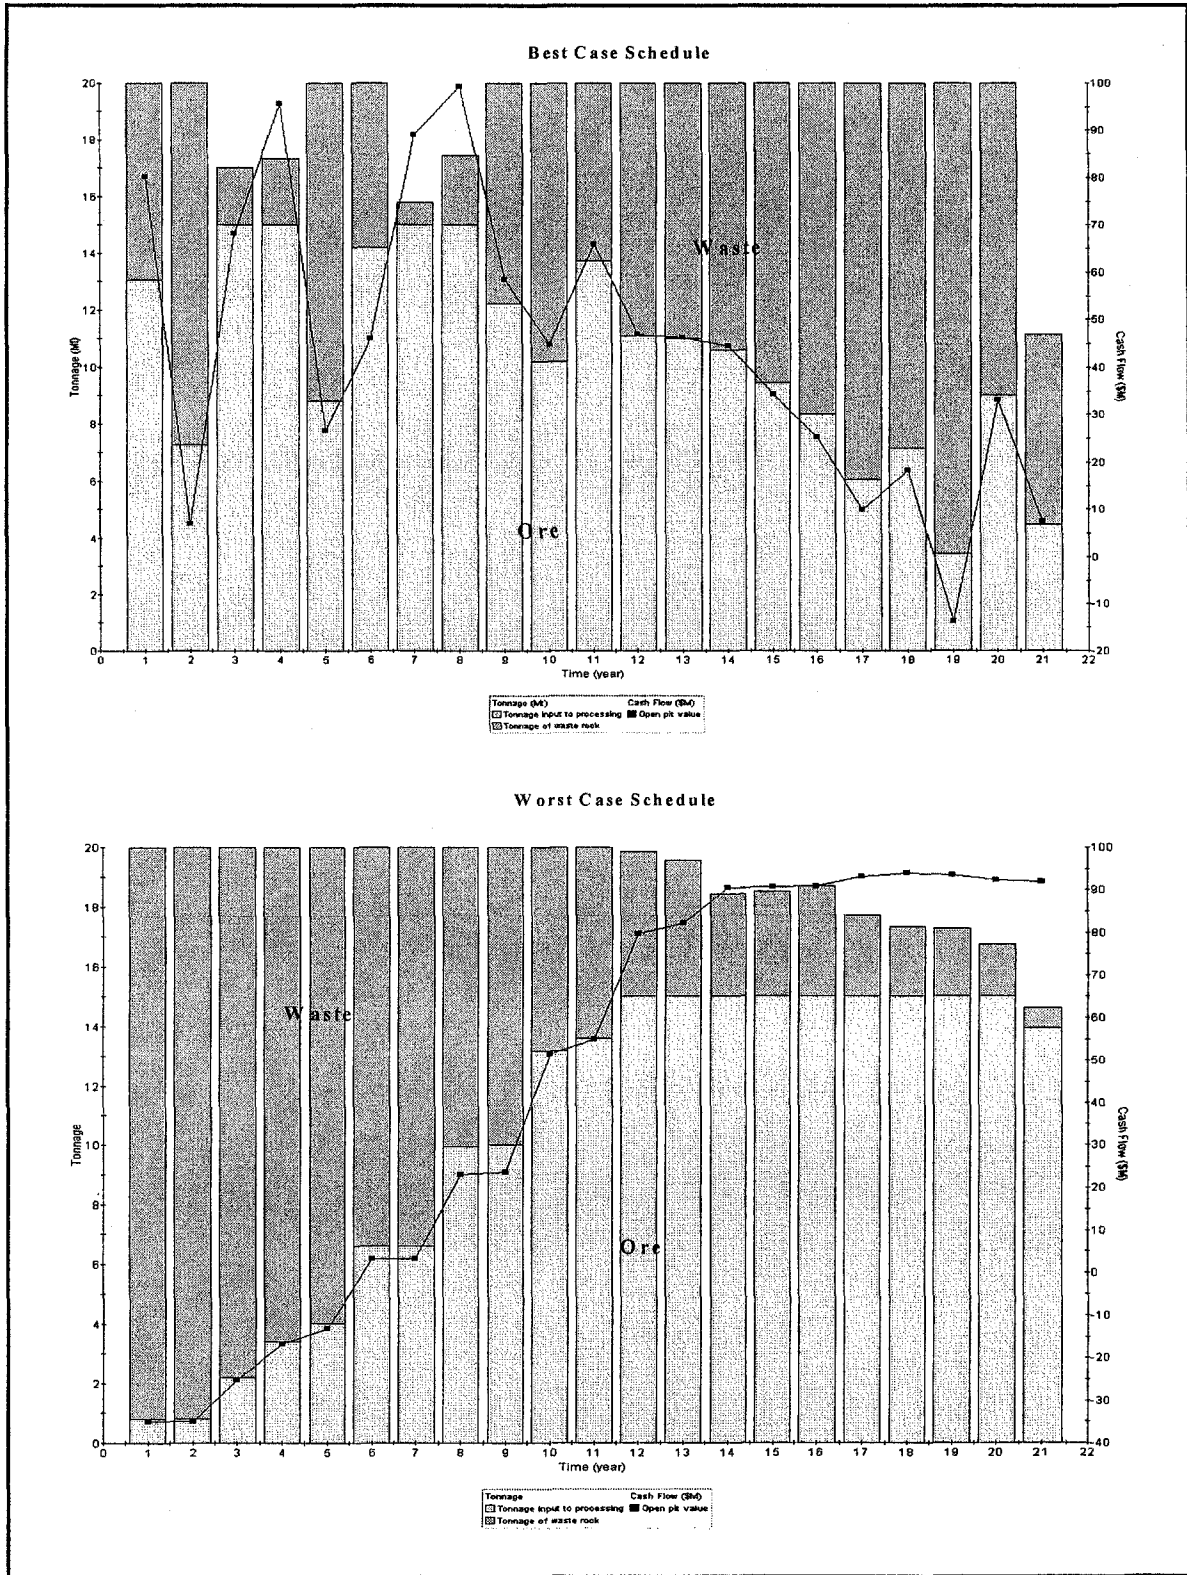 Best Case Schedule
20
18
15
14
12
10
8
6
4
2
0
Tonnage (Mt)
100
90
80
70
60
50
40
30
20
10
0
-10
-20
Cash Flow ($M)
Waste
Ore
0 1 2 3 4 5 6 7 8 9 10 11 12 13 14 15 16 17 18 19 20 21 22
Time (year)
Tonnage (Mt) Cash Flow ($M)
Tonnage input to processing Open pit value
Tonnage of waste rock
Worst Case Schedule
20
18
16
14
12
10
8
6
4
2
0
Tonnage
100
90
80
70
60
50
40
30
20
10
0
-10
-20
-30
-40
Cash Flow ($M)
Waste
Ore
0 1 2 3 4 5 6 7 8 9 10 11 12 13 14 15 16 17 18 19 20 21 22
Time (year)
Tonnage Cash Flow ($M)
Tonnage input to processing Open pit value
Tonnage of waste rock